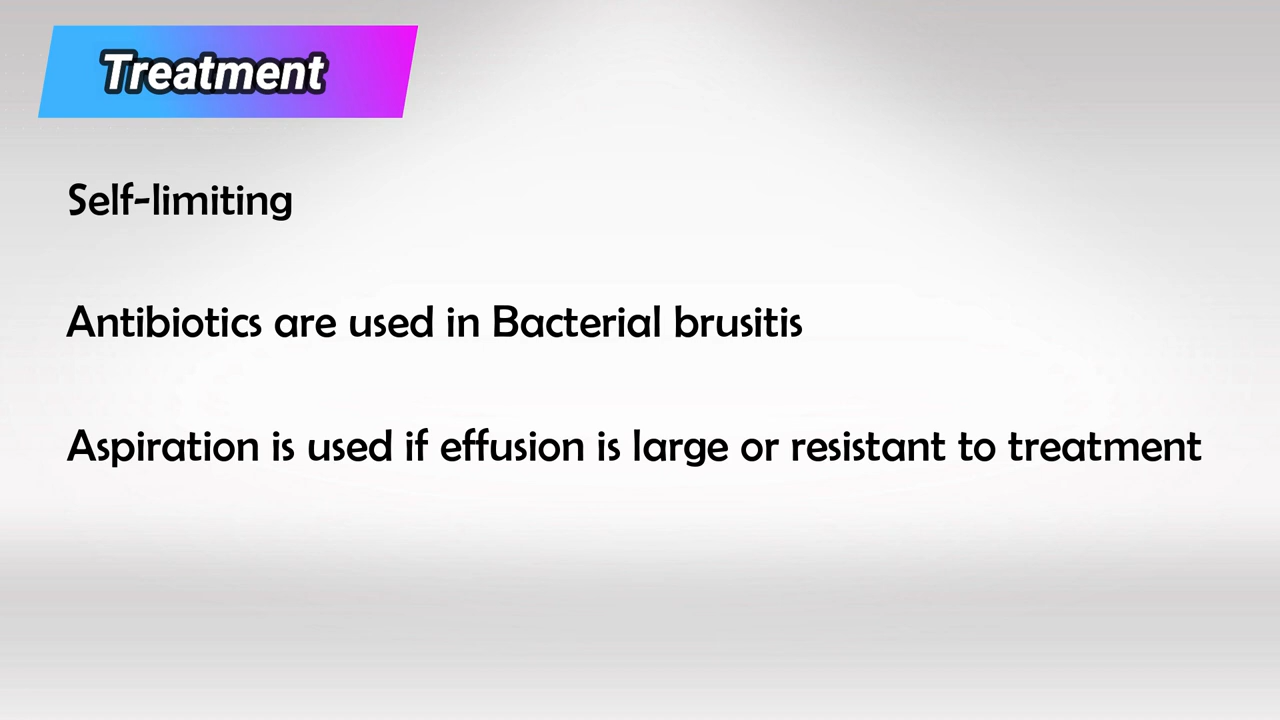 Treatment
Self-limiting
Antibiotics are used in Bacterial brusitis
Aspiration is used if effusion is large or resistant to treatment